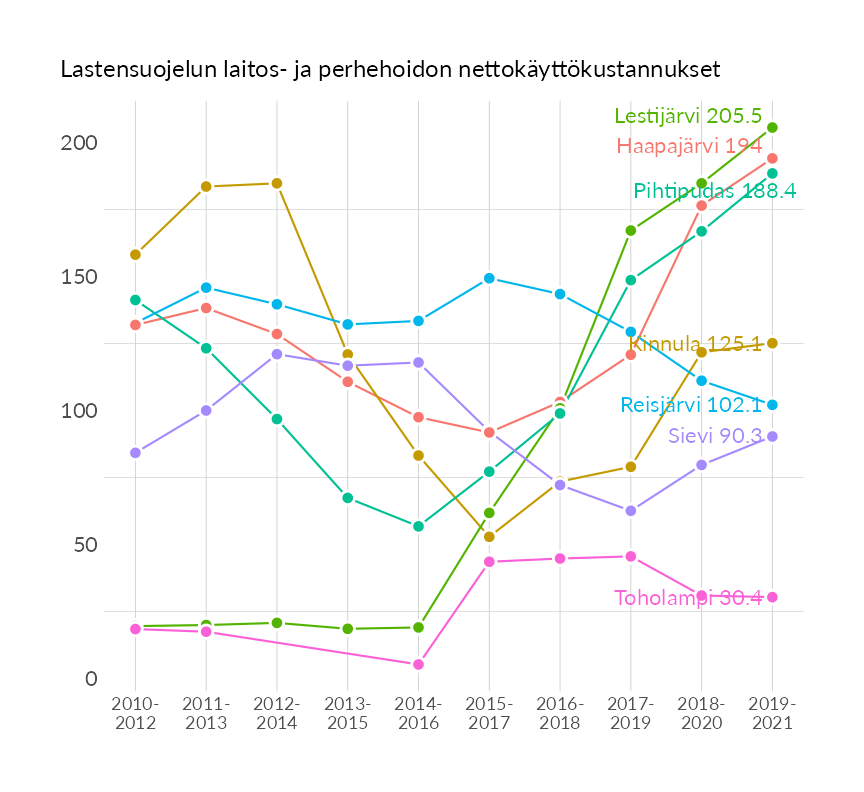 Lastensuojelun laitos- ja perhehoidon nettokäyttökustannukset
Lestijärvi 205.5
200
Haapajärvi 194
Pihtipudas 188.4
150
Kinnula 125.1
100
Reisjärvi 102.1
Sievi 90.3
50
Toholampi 30.4
0
2010- 2011- 2012- 2013- 2014- 2015- 2016- 2017- 2018- 2019-
2012 2013 2014 2015 2016 2017 2018 2019 2020 2021